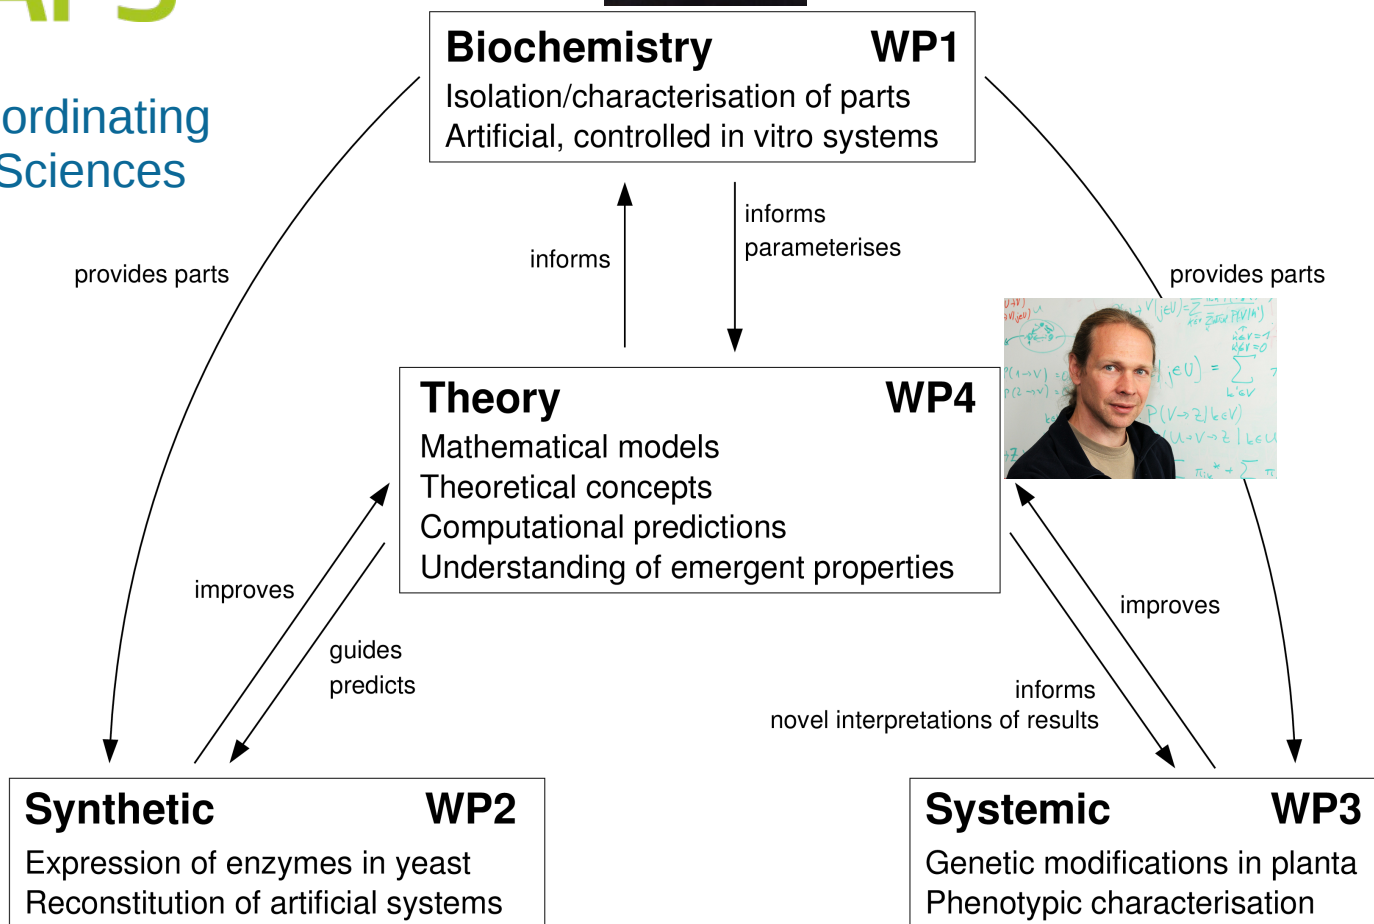 ordinating
Sciences
Biochemistry WP1
Isolation/characterisation of parts
Artificial, controlled in vitro systems
informs
parameterises
informs
provides parts
provides parts
Theory WP4
Mathematical models
Theoretical concepts
Computational predictions
Understanding of emergent properties
improves
guides
predicts
improves
informs
novel interpretations of results
Synthetic WP2
Expression of enzymes in yeast
Reconstitution of artificial systems
Systemic WP3
Genetic modifications in planta
Phenotypic characterisation